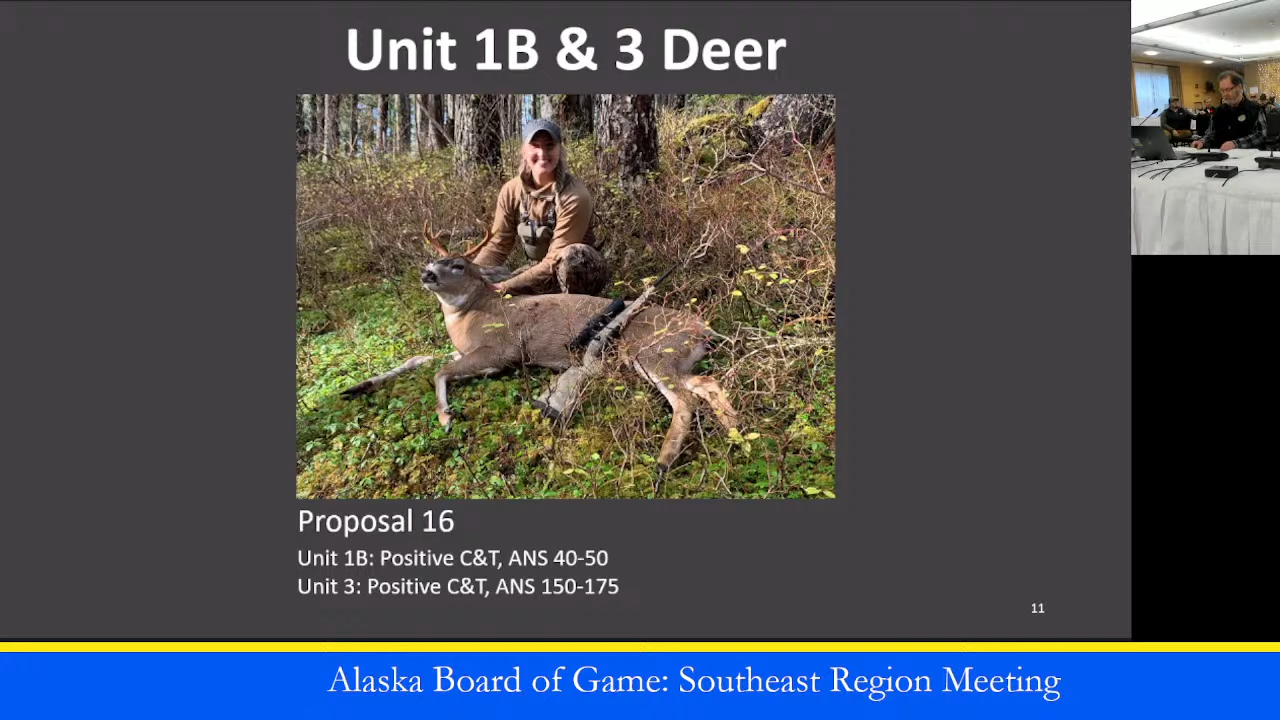 Unit 1B & 3 Deer
Proposal 16
Unit 1B: Positive C&T, ANS 40-50
Unit 3: Positive C&T, ANS 150-175
11
Alaska Board of Game: Southeast Region Meeting